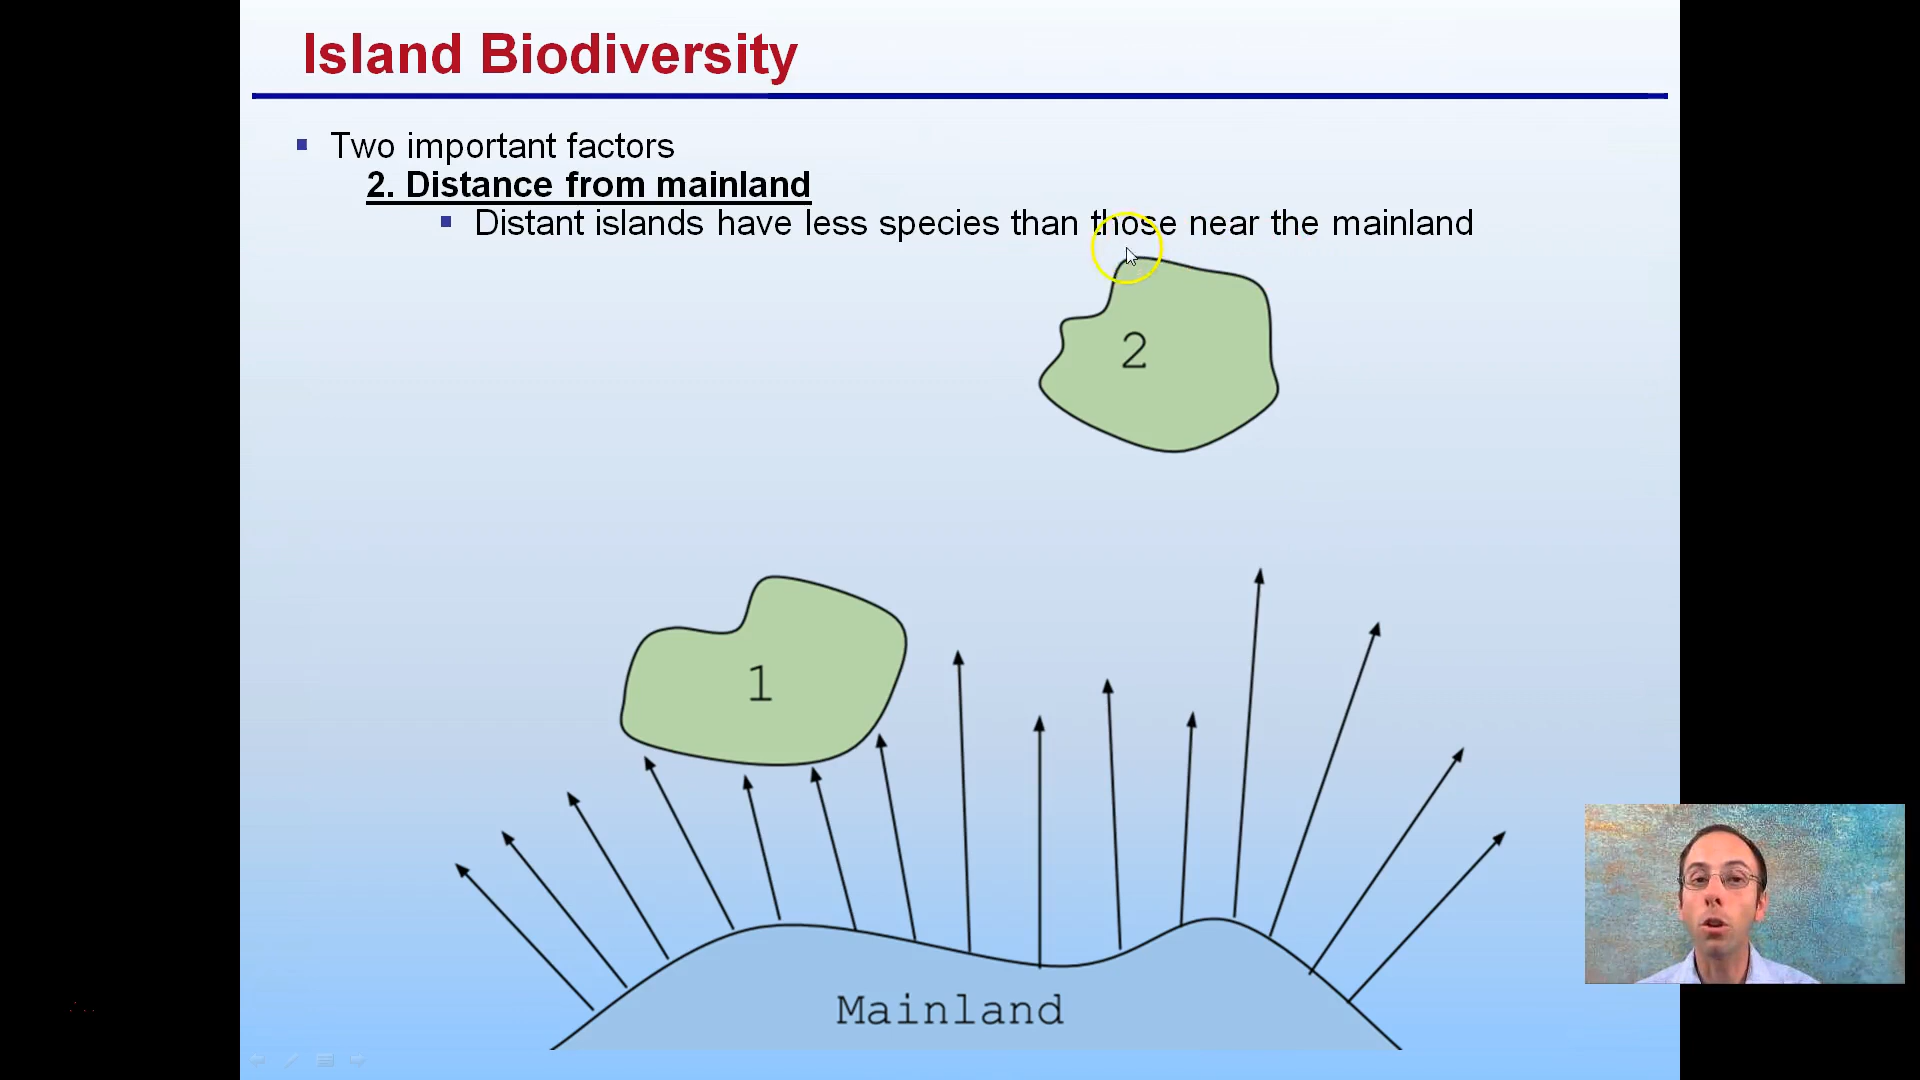 Island Biodiversity
Two important factors
2. Distance from mainland
Distant islands have less species than those near the mainland
2
1
Mainland